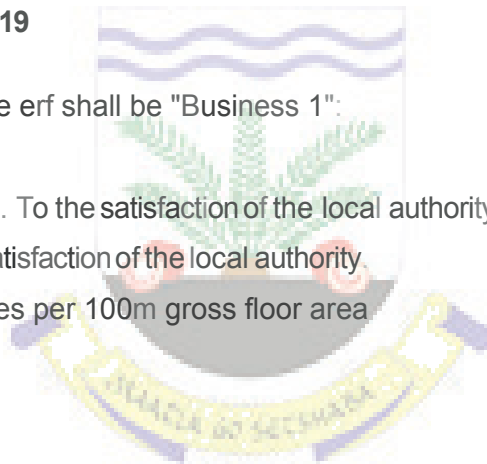 19
e erf shall be "Business 1":
. To the satisfaction of the local authority
atisfaction of the local authority.
es per 100m gross floor area